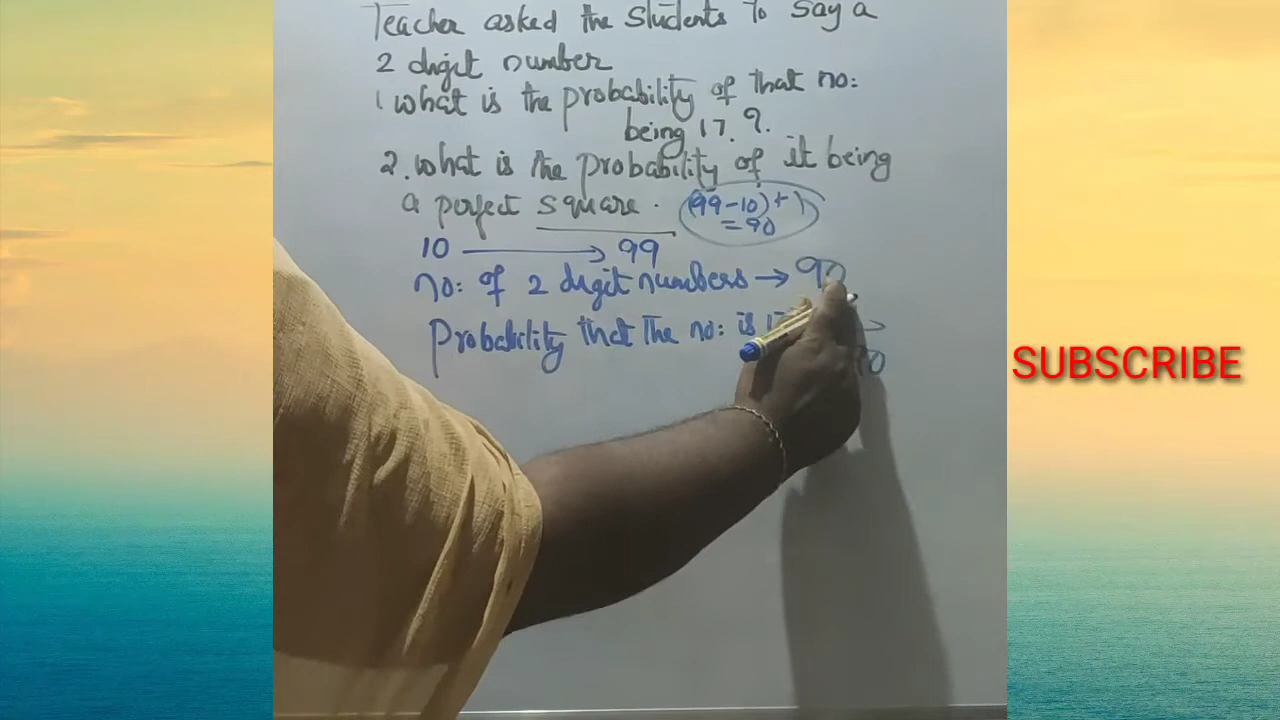 Teacher asked the students to say a
2 digit number
1 what is the probability of that no:
being 17. ?.
2. what is the probability of it being
a perfect square.
(99-10)+1
=90
10 → 99
no: of 2 digit numbers → 90
Probability that the no: is
SUBSCRIBE